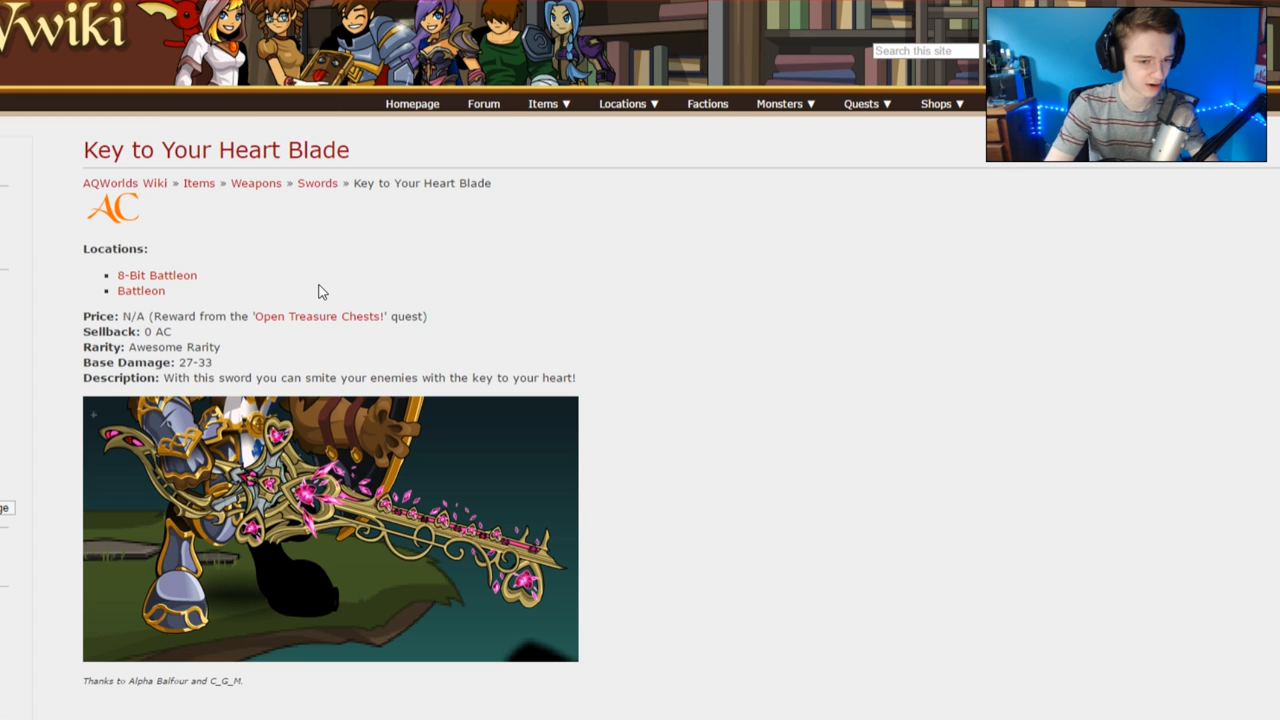 wiki
Search this site
Homepage Forum Items ▼ Locations ▼ Factions Monsters ▼ Quests ▼ Shops ▼
Key to Your Heart Blade
AQWorlds Wiki » Items » Weapons » Swords » Key to Your Heart Blade
AC
Locations:
▪ 8-Bit Battleon
▪ Battleon
Price: N/A (Reward from the 'Open Treasure Chests!' quest)
Sellback: 0 AC
Rarity: Awesome Rarity
Base Damage: 27-33
Description: With this sword you can smite your enemies with the key to your heart!
ge
Thanks to Alpha Balfour and C_G_M.